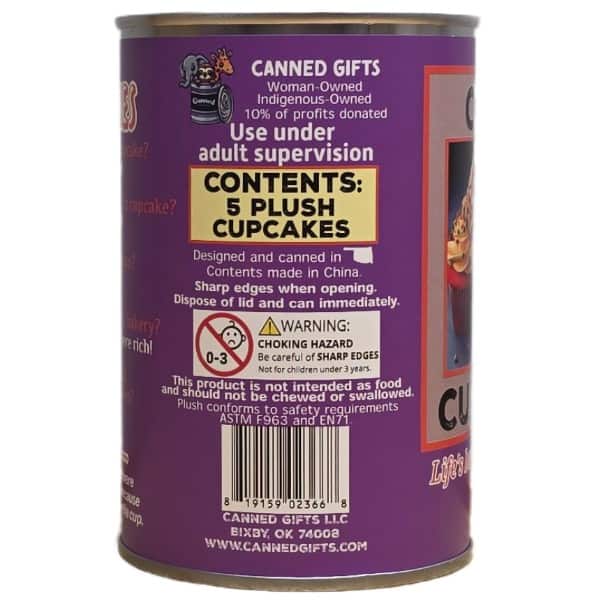 CANNED GIFTS
Woman-Owned
Indigenous-Owned
10% of profits donated
Use under
adult supervision
CONTENTS:
5 PLUSH
CUPCAKES
Designed and canned in
Contents made in China.
Sharp edges when opening.
Dispose of lid and can immediately.
0-3
WARNING:
CHOKING HAZARD
Be careful of SHARP EDGES
Not for children under 3 years.
This product is not intended as food
and should not be chewed or swallowed.
Plush conforms to safety requirements
ASTM F963 and EN71.
8 19159 02366 8
CANNED GIFTS LLC
BIXBY, OK 74008
WWW.CANNEDGIFTS.COM
Canned
cupcake?
rich!
cup.
CU
Life's